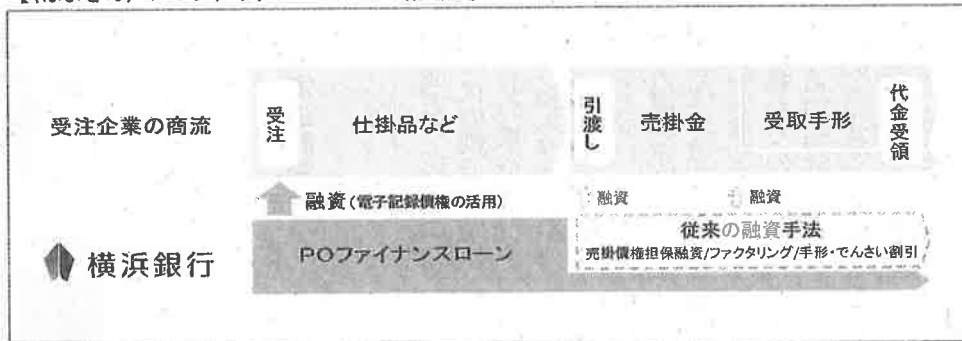 受注企業の商流
受注
仕掛品など
引渡し
売掛金
受取手形
代金受領
融資(電子記録債権の活用)
融資
融資
横浜銀行
POファイナンスローン
従来の融資手法
売掛債権担保融資/ファクタリング/手形・でんさい割引